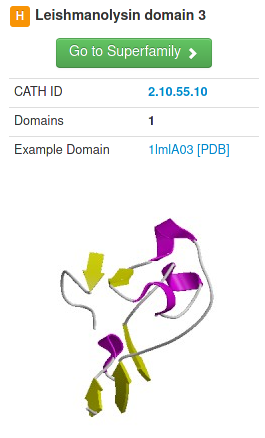 H Leishmanolysin domain 3
Go to Superfamily
CATH ID 2.10.55.10
Domains 1
Example Domain 1lmlA03 [PDB]